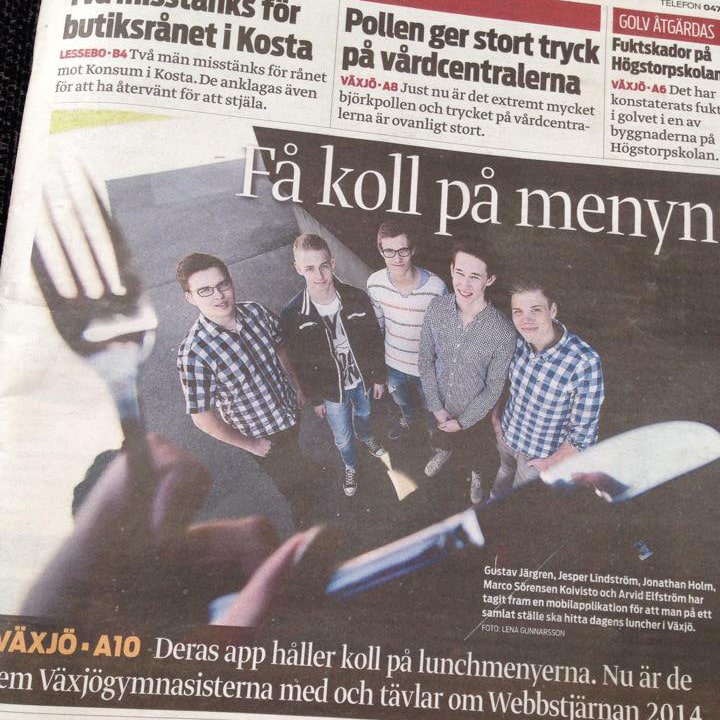 TELEFON 047
misstänks för
butiksrånet i Kosta
LESSEBO•B4 Två män misstänks för rånet
mot Konsum i Kosta. De anklagas även
för att ha återvänt för att stjäla.
Pollen ger stort tryck
på vårdcentralerna
VÄXJÖ•A8 Just nu är det extremt mycket
björkpollen och trycket på vårdcentra-
lerna är ovanligt stort.
GOLV ÅTGÄRDAS
Fuktskador på
Högstorpskolan
VÄXJÖ•A6 Det har
konstaterats fukt
i golvet i en av
byggnaderna på
Högstorpskolan.
Få koll på menyn
Gustav Järgren, Jesper Lindström, Jonathan Holm,
Marco Sörensen Koivisto och Arvid Elfström har
tagit fram en mobilapplikation för att man på ett
samlat ställe ska hitta dagens luncher i Växjö.
FOTO: LENA GUNNARSSON
VÄXJÖ•A10 Deras app håller koll på lunchmenyerna. Nu är de
em Växjögymnasisterna med och tävlar om Webbstjärnan 2014